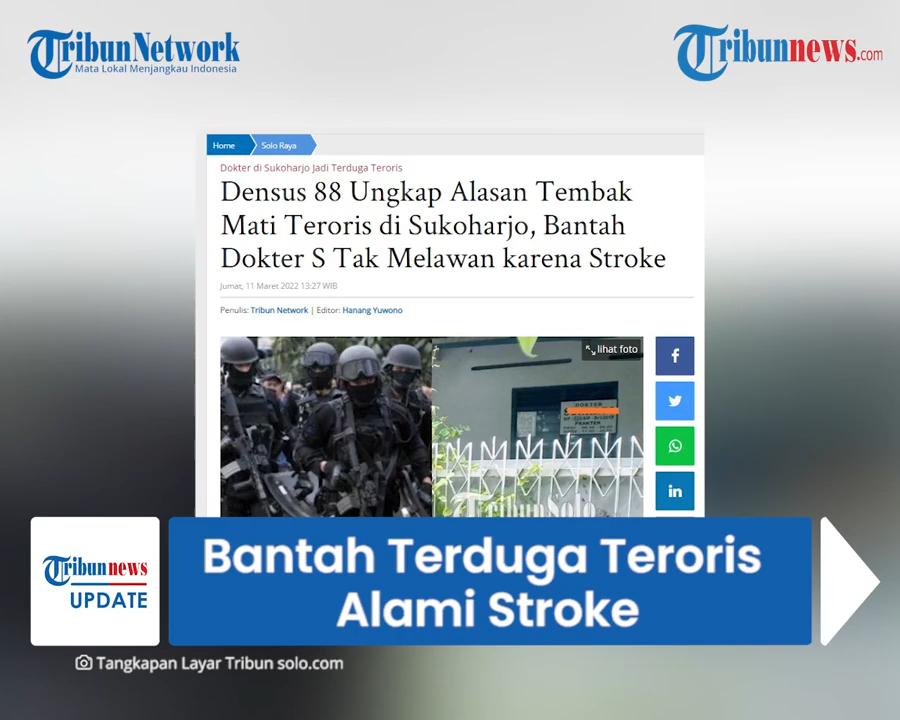 TribunNetwork
Mata Lokal Menjangkau Indonesia
Tribunnews.com
Home
Solo Raya
Dokter di Sukoharjo Jadi Terduga Teroris
Densus 88 Ungkap Alasan Tembak
Mati Teroris di Sukoharjo, Bantah
Dokter S Tak Melawan karena Stroke
Jumat, 11 Maret 2022 13:27 WIB
Penulis: Tribun Network | Editor: Hanang Yuwono
lihat foto
DOKTER
PRAKTEK
TribunSolo
Tribunnews
UPDATE
Bantah Terduga Teroris
Alami Stroke
Tangkapan Layar Tribun solo.com